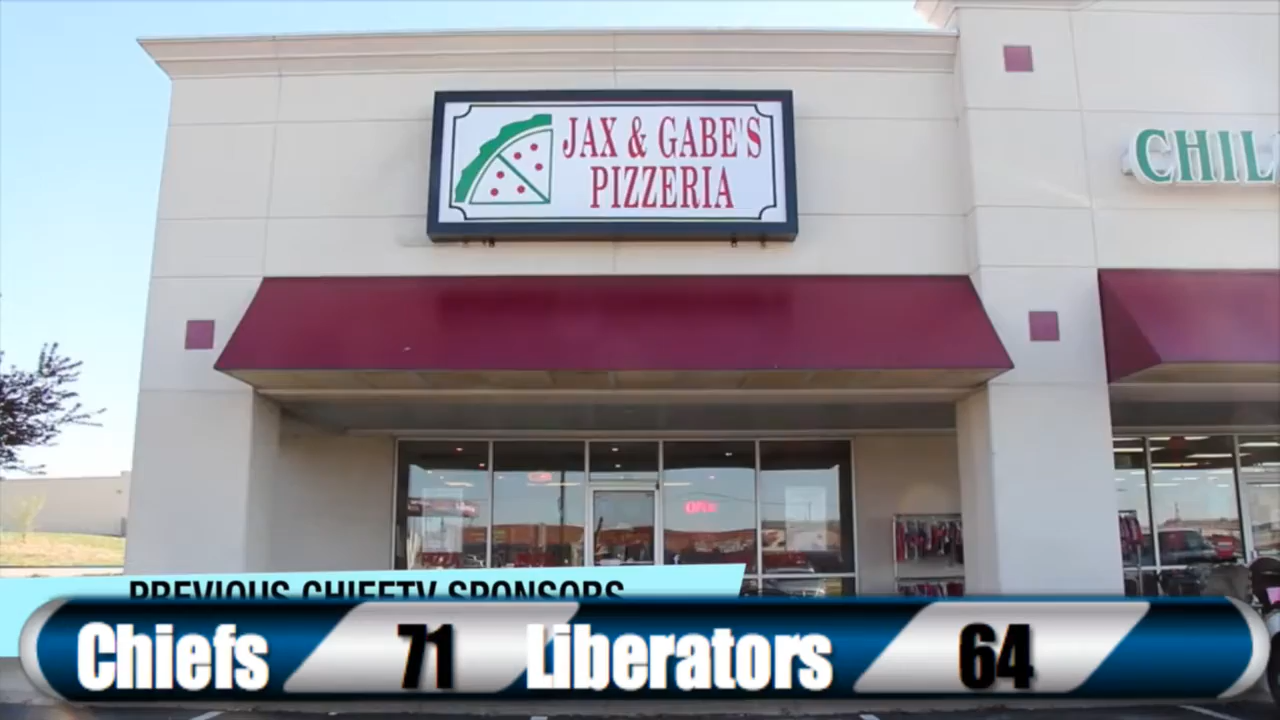 JAX & GABE'S
PIZZERIA
CHIL
OPEN
PREVIOUS CHIEFTV SPONSORS
Chiefs 71 Liberators 64